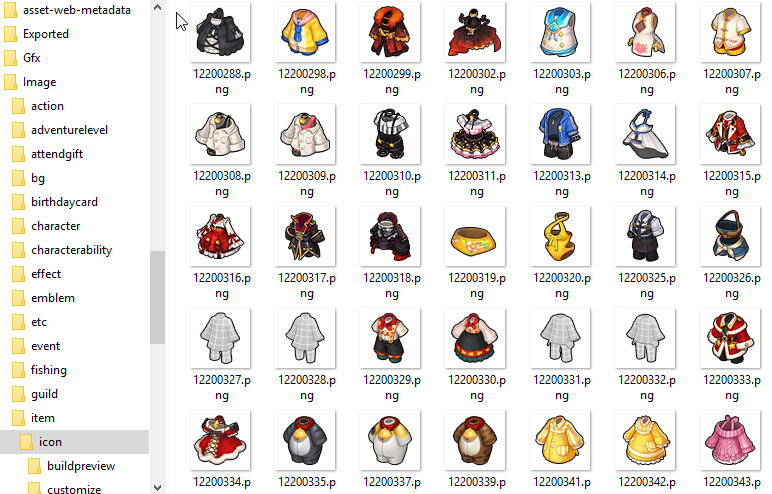 asset-web-metadata
Exported
Gfx
Image
action
adventurelevel
attendgift
bg
birthdaycard
character
characterability
effect
emblem
etc
event
fishing
guild
item
icon
buildpreview
customize
12200288.p
ng
12200298.p
ng
12200299.p
ng
12200302.p
ng
12200303.p
ng
12200306.p
ng
12200307.p
ng
12200308.p
ng
12200309.p
ng
12200310.p
ng
12200311.p
ng
12200313.p
ng
12200314.p
ng
12200315.p
ng
12200316.p
ng
12200317.p
ng
12200318.p
ng
12200319.p
ng
12200320.p
ng
12200325.p
ng
12200326.p
ng
12200327.p
ng
12200328.p
ng
12200329.p
ng
12200330.p
ng
12200331.p
ng
12200332.p
ng
12200333.p
ng
12200334.p
12200335.p
12200337.p
12200339.p
12200341.p
12200342.p
12200343.p